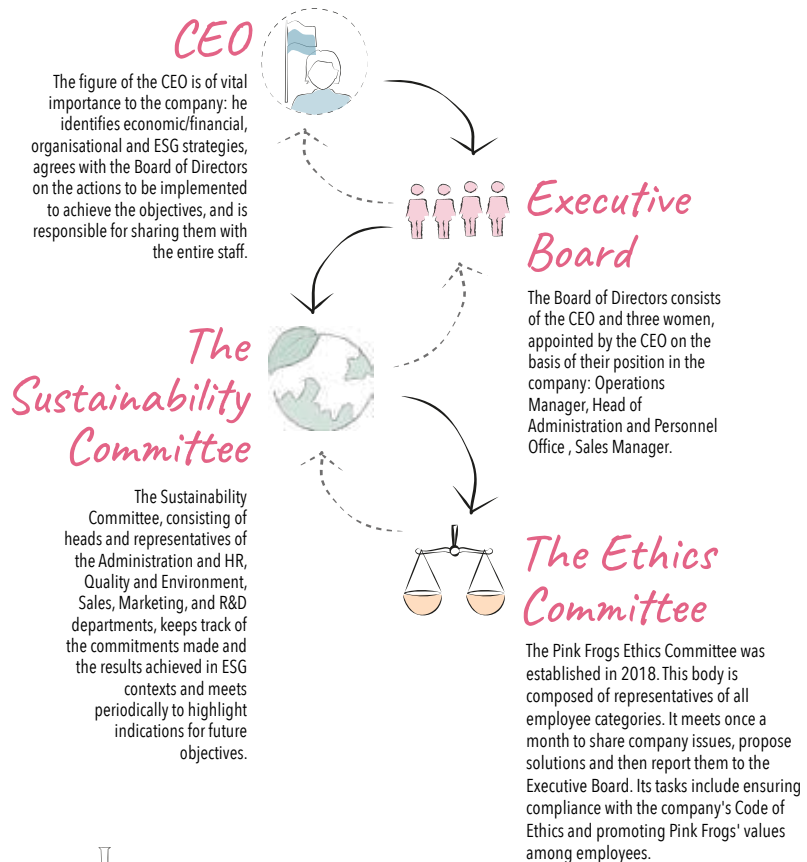 CEO
The figure of the CEO is of vital
importance to the company: he
identifies economic/financial,
organisational and ESG strategies,
agrees with the Board of Directors
on the actions to be implemented
to achieve the objectives, and is
responsible for sharing them with
the entire staff.
Executive
Board
The Board of Directors consists
of the CEO and three women,
appointed by the CEO on the
basis of their position in the
company: Operations
Manager, Head of
Administration and Personnel
Office , Sales Manager.
The
Sustainability
Committee
The Sustainability
Committee, consisting of
heads and representatives of
the Administration and HR,
Quality and Environment,
Sales, Marketing, and R&D
departments, keeps track of
the commitments made and
the results achieved in ESG
contexts and meets
periodically to highlight
indications for future
objectives.
The Ethics
Committee
The Pink Frogs Ethics Committee was
established in 2018. This body is
composed of representatives of all
employee categories. It meets once a
month to share company issues, propose
solutions and then report them to the
Executive Board. Its tasks include ensuring
compliance with the company's Code of
Ethics and promoting Pink Frogs' values
among employees.